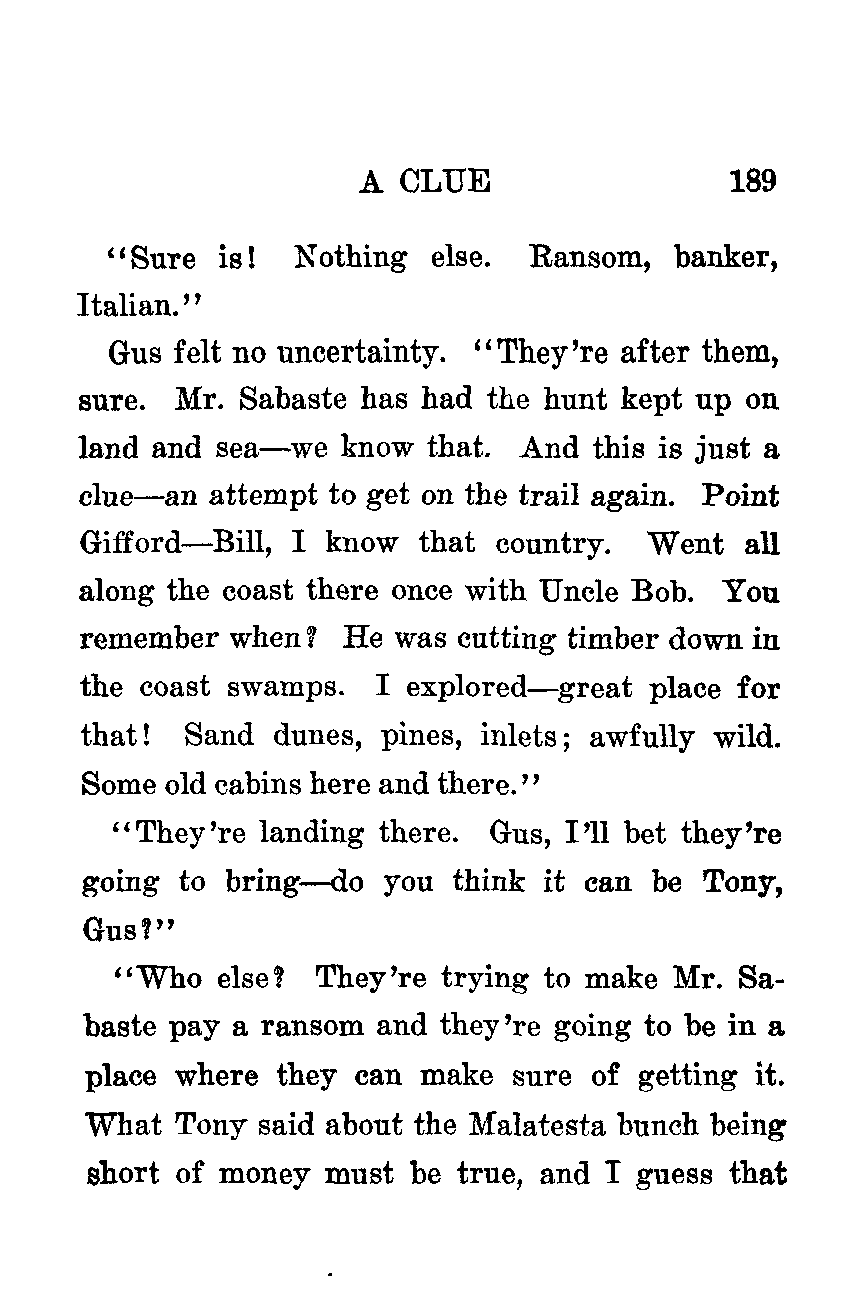 A CLUE 189
"Sure is! Nothing else. Ransom, banker,
Italian."
Gus felt no uncertainty. "They're after them,
sure. Mr. Sabaste has had the hunt kept up on
land and sea—we know that. And this is just a
clue—an attempt to get on the trail again. Point
Gifford—Bill, I know that country. Went all
along the coast there once with Uncle Bob. You
remember when? He was cutting timber down in
the coast swamps. I explored—great place for
that! Sand dunes, pines, inlets; awfully wild.
Some old cabins here and there."
"They're landing there. Gus, I'll bet they're
going to bring—do you think it can be Tony,
Gus?"
"Who else? They're trying to make Mr. Sa-
baste pay a ransom and they're going to be in a
place where they can make sure of getting it.
What Tony said about the Malatesta bunch being
short of money must be true, and I guess that